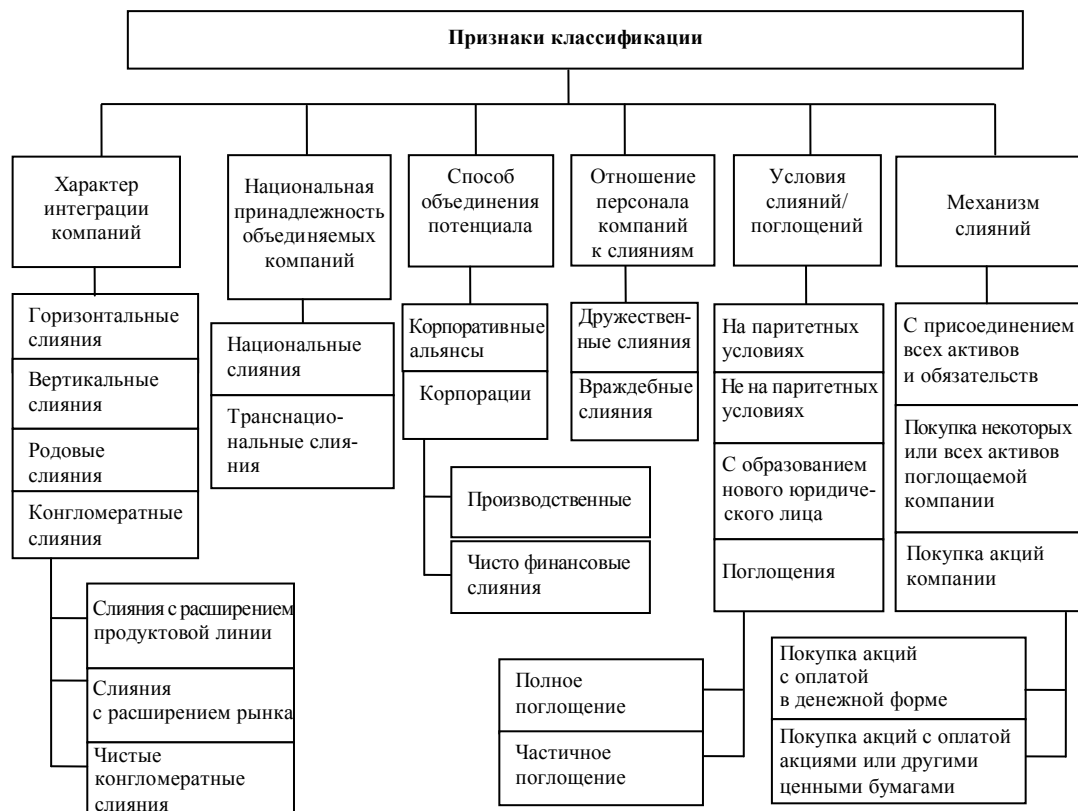 Признаки классификации
Характер
интеграции
компаний
Национальная
принадлежность
объединяемых
компаний
Способ
объединения
потенциала
Отношение
персонала
компаний
к слияниям
Условия
слияний/
поглощений
Механизм
слияний
Горизонтальные
слияния
Вертикальные
слияния
Родовые
слияния
Конгломератные
слияния
Слияния с расширением
продуктовой линии
Слияния
с расширением рынка
Чистые
конгломератные
слияния
Национальные
слияния
Транснацио-
нальные слия-
ния
Корпоративные
альянсы
Корпорации
Производственные
Чисто финансовые
слияния
Дружествен-
ные слияния
Враждебные
слияния
На паритетных
условиях
Не на паритетных
условиях
С образованием
нового юридиче-
ского лица
Поглощения
Полное
поглощение
Частичное
поглощение
С присоединением
всех активов
и обязательств
Покупка некоторых
или всех активов
поглощаемой
компании
Покупка акций
компании
Покупка акций
с оплатой
в денежной форме
Покупка акций с оплатой
акциями или другими
ценными бумагами